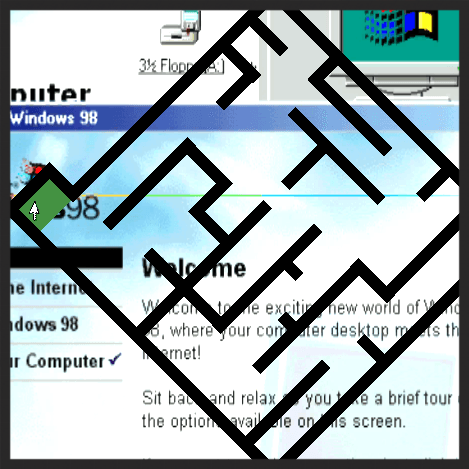 3½ Floppy (A:)
puter
Windows 98
98
Welcome
Welcome to the exciting new world of Wind
98, where your computer desktop meets th
Internet!
ne Interne
ndows 98
ur Computer ✓
Sit back and relax as you take a brief tour
the options available on this screen.